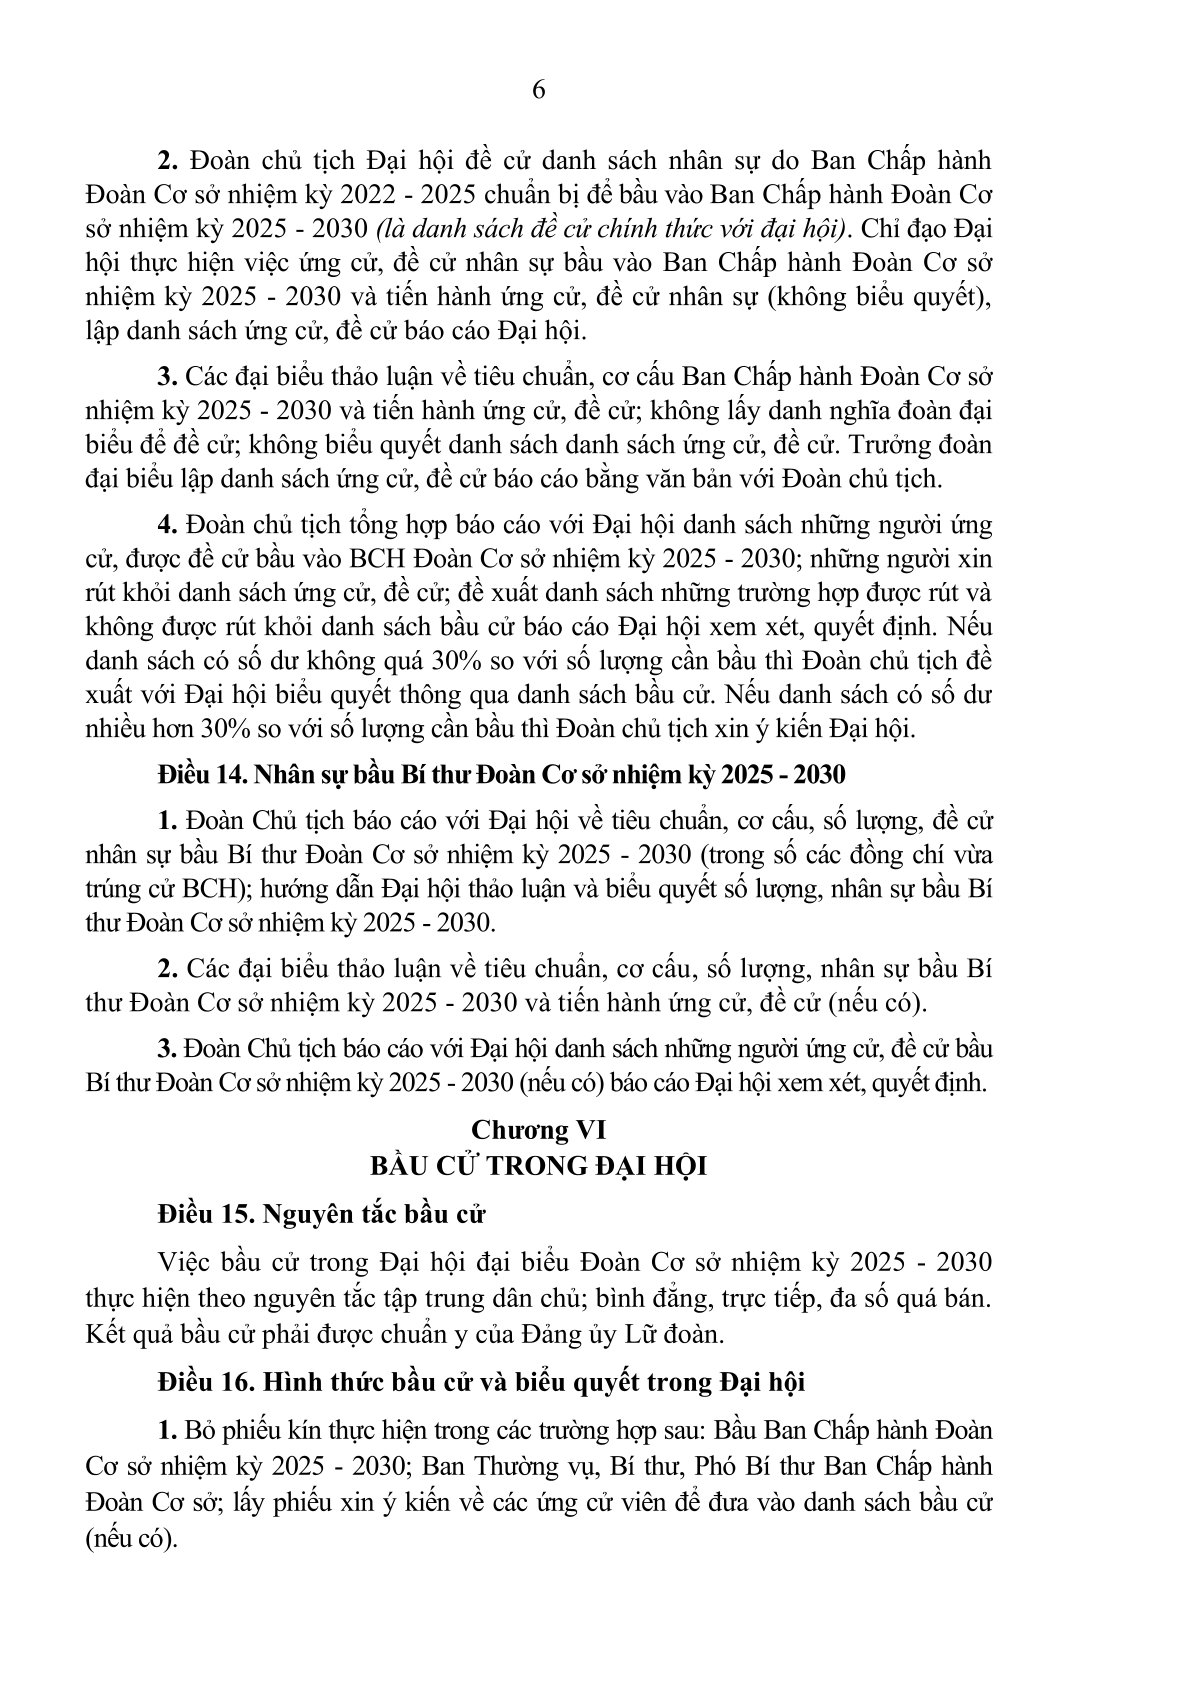 6
2. Đoàn chủ tịch Đại hội đề cử danh sách nhân sự do Ban Chấp hành
Đoàn Cơ sở nhiệm kỳ 2022 - 2025 chuẩn bị để bầu vào Ban Chấp hành Đoàn Cơ
sở nhiệm kỳ 2025 - 2030 (là danh sách đề cử chính thức với đại hội). Chỉ đạo Đại
hội thực hiện việc ứng cử, đề cử nhân sự bầu vào Ban Chấp hành Đoàn Cơ sở
nhiệm kỳ 2025 - 2030 và tiến hành ứng cử, đề cử nhân sự (không biểu quyết),
lập danh sách ứng cử, đề cử báo cáo Đại hội.
3. Các đại biểu thảo luận về tiêu chuẩn, cơ cấu Ban Chấp hành Đoàn Cơ sở
nhiệm kỳ 2025 - 2030 và tiến hành ứng cử, đề cử; không lấy danh nghĩa đoàn đại
biểu để đề cử; không biểu quyết danh sách danh sách ứng cử, đề cử. Trưởng đoàn
đại biểu lập danh sách ứng cử, đề cử báo cáo bằng văn bản với Đoàn chủ tịch.
4. Đoàn chủ tịch tổng hợp báo cáo với Đại hội danh sách những người ứng
cử, được đề cử bầu vào BCH Đoàn Cơ sở nhiệm kỳ 2025 - 2030; những người xin
rút khỏi danh sách ứng cử, đề cử; đề xuất danh sách những trường hợp được rút và
không được rút khỏi danh sách bầu cử báo cáo Đại hội xem xét, quyết định. Nếu
danh sách có số dư không quá 30% so với số lượng cần bầu thì Đoàn chủ tịch đề
xuất với Đại hội biểu quyết thông qua danh sách bầu cử. Nếu danh sách có số dư
nhiều hơn 30% so với số lượng cần bầu thì Đoàn chủ tịch xin ý kiến Đại hội.
Điều 14. Nhân sự bầu Bí thư Đoàn Cơ sở nhiệm kỳ 2025 - 2030
1. Đoàn Chủ tịch báo cáo với Đại hội về tiêu chuẩn, cơ cấu, số lượng, đề cử
nhân sự bầu Bí thư Đoàn Cơ sở nhiệm kỳ 2025 - 2030 (trong số các đồng chí vừa
trúng cử BCH); hướng dẫn Đại hội thảo luận và biểu quyết số lượng, nhân sự bầu Bí
thư Đoàn Cơ sở nhiệm kỳ 2025 - 2030.
2. Các đại biểu thảo luận về tiêu chuẩn, cơ cấu, số lượng, nhân sự bầu Bí
thư Đoàn Cơ sở nhiệm kỳ 2025 - 2030 và tiến hành ứng cử, đề cử (nếu có).
3. Đoàn Chủ tịch báo cáo với Đại hội danh sách những người ứng cử, đề cử bầu
Bí thư Đoàn Cơ sở nhiệm kỳ 2025 - 2030 (nếu có) báo cáo Đại hội xem xét, quyết định.
Chương VI
BẦU CỬ TRONG ĐẠI HỘI
Điều 15. Nguyên tắc bầu cử
Việc bầu cử trong Đại hội đại biểu Đoàn Cơ sở nhiệm kỳ 2025 - 2030
thực hiện theo nguyên tắc tập trung dân chủ; bình đẳng, trực tiếp, đa số quá bán.
Kết quả bầu cử phải được chuẩn y của Đảng ủy Lữ đoàn.
Điều 16. Hình thức bầu cử và biểu quyết trong Đại hội
1. Bỏ phiếu kín thực hiện trong các trường hợp sau: Bầu Ban Chấp hành Đoàn
Cơ sở nhiệm kỳ 2025 - 2030; Ban Thường vụ, Bí thư, Phó Bí thư Ban Chấp hành
Đoàn Cơ sở; lấy phiếu xin ý kiến về các ứng cử viên để đưa vào danh sách bầu cử
(nếu có).